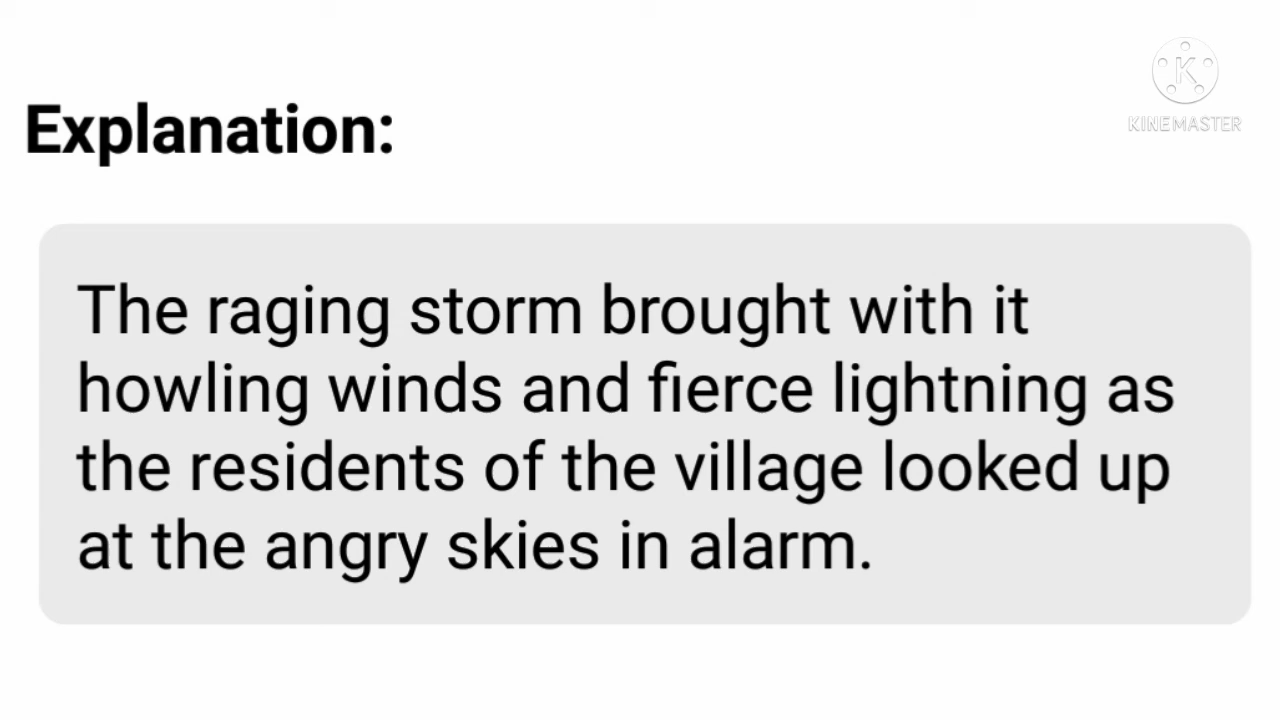 KINEMASTER
Explanation:
The raging storm brought with it
howling winds and fierce lightning as
the residents of the village looked up
at the angry skies in alarm.